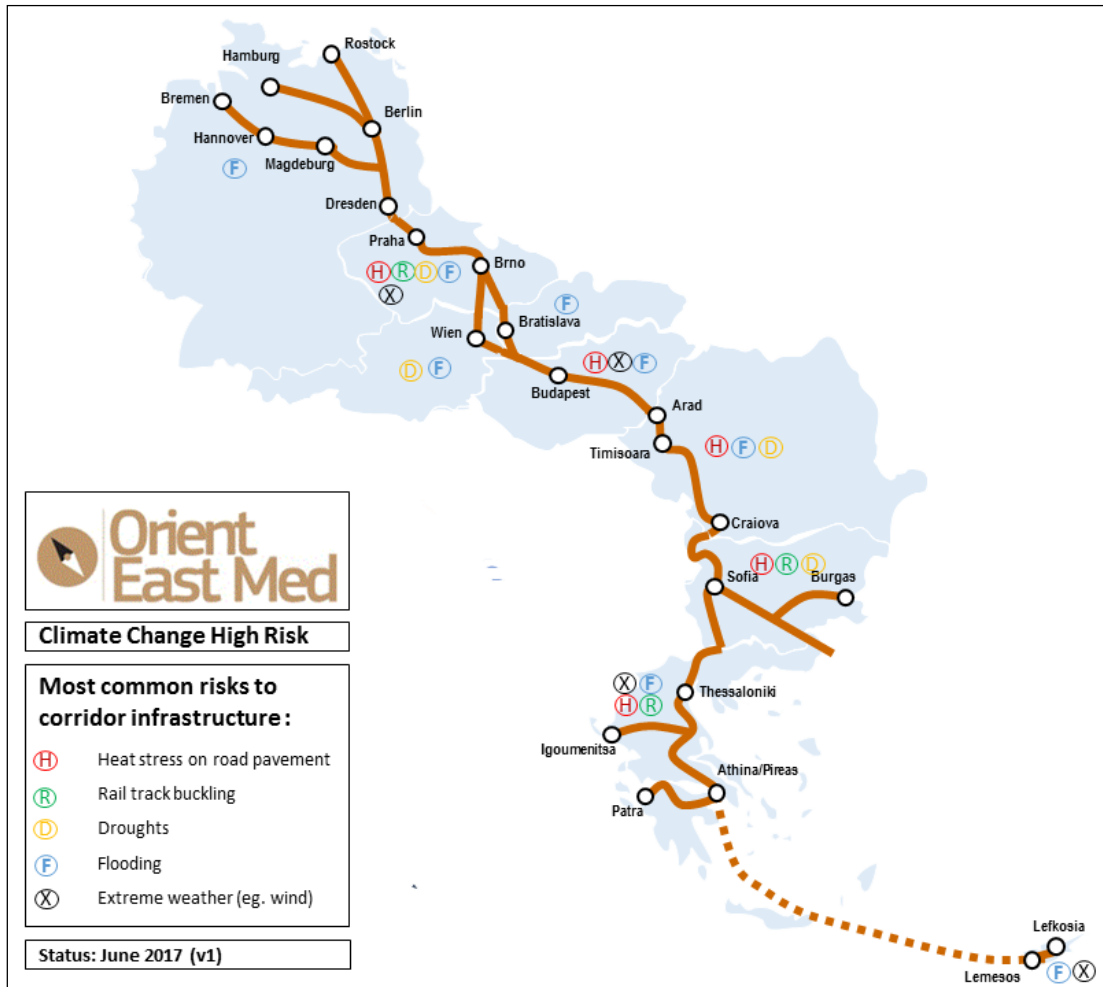 Rostock
Hamburg
Bremen
Berlin
Hannover
Magdeburg
F
Dresden
Praha
Brno
H R D F
X
F
Bratislava
Wien
D F
H X F
Budapest
Arad
Timisoara
H F D
Craiova
H R D
Sofia
Burgas
X F
H R
Thessaloniki
Igoumenitsa
Athina/Pireas
Patra
Lefkosia
Lemesos
F X
Orient
East Med
Climate Change High Risk
Most common risks to
corridor infrastructure :
H Heat stress on road pavement
R Rail track buckling
D Droughts
F Flooding
X Extreme weather (eg. wind)
Status: June 2017 (v1)